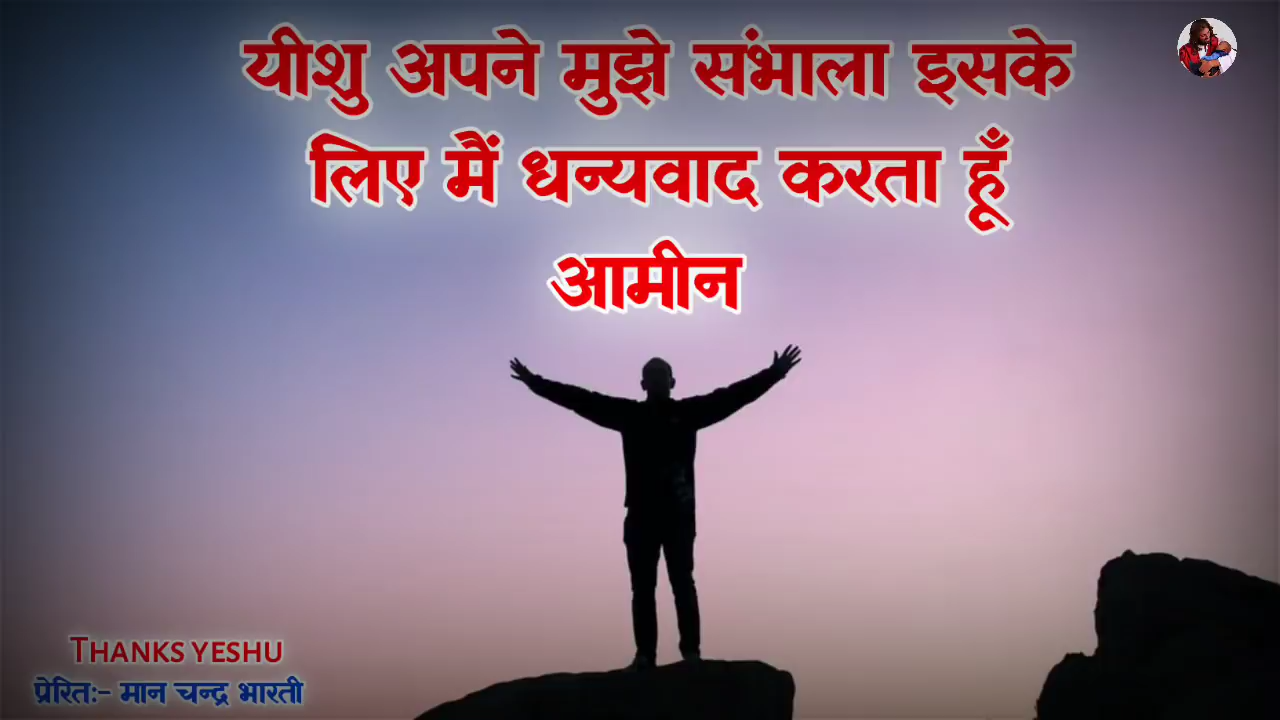 यीशु अपने मुझे संभाला इसके
लिए मैं धन्यवाद करता हूँ
आमीन
THANKS YESHU
प्रेरितः- मान चन्द्र भारती